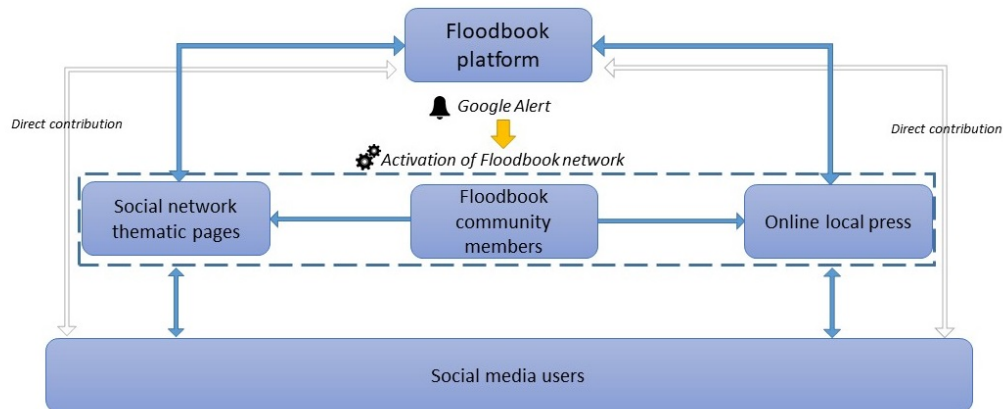 Floodbook
platform
Google Alert
Direct contribution
Direct contribution
Activation of Floodbook network
Social network
thematic pages
Floodbook
community
members
Online local press
Social media users